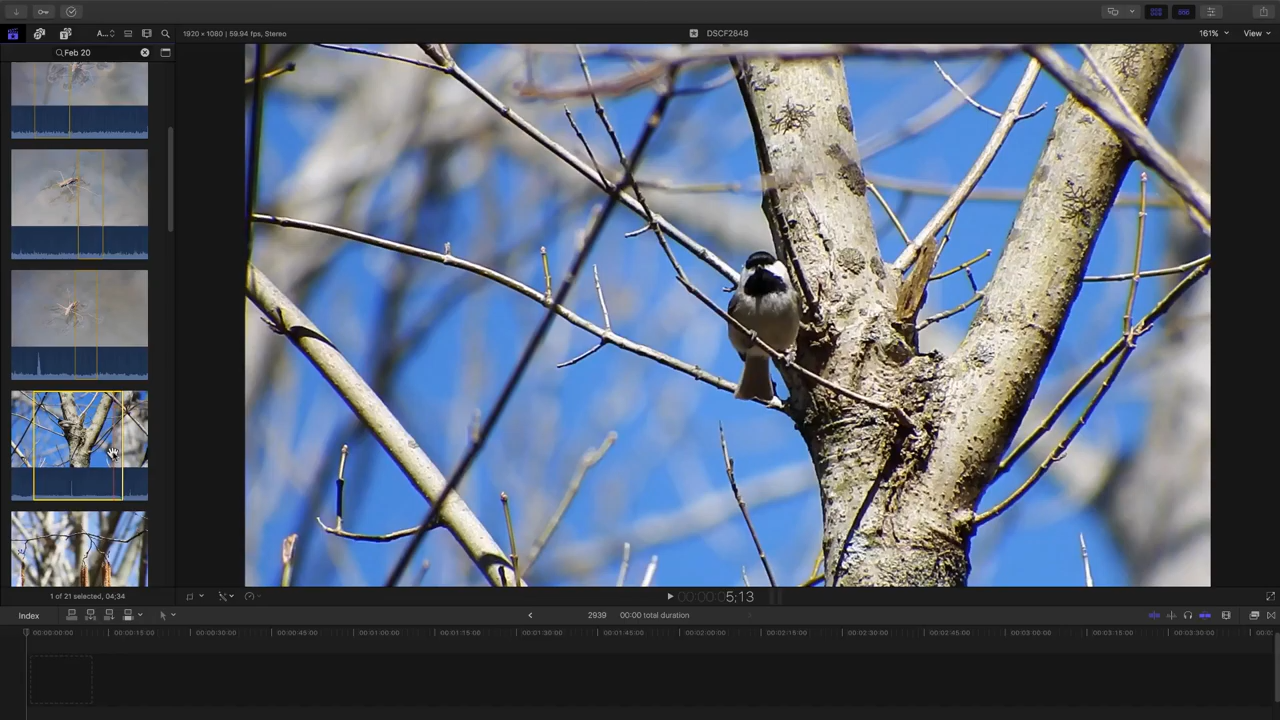 A...
1920 × 1080 | 59.94 fps, Stereo
DSCF2848
161%
View
Feb 20
1 of 21 selected, 04;34
00:00:00:05;13
Index
2939
00:00 total duration
00:00:00:00
00:00:15:00
00:00:30:00
00:00:45:00
00:01:00:00
00:01:15:00
00:01:30:00
00:01:45:00
00:02:00:00
00:02:15:00
00:02:30:00
00:02:45:00
00:03:00:00
00:03:15:00
00:03:30:00